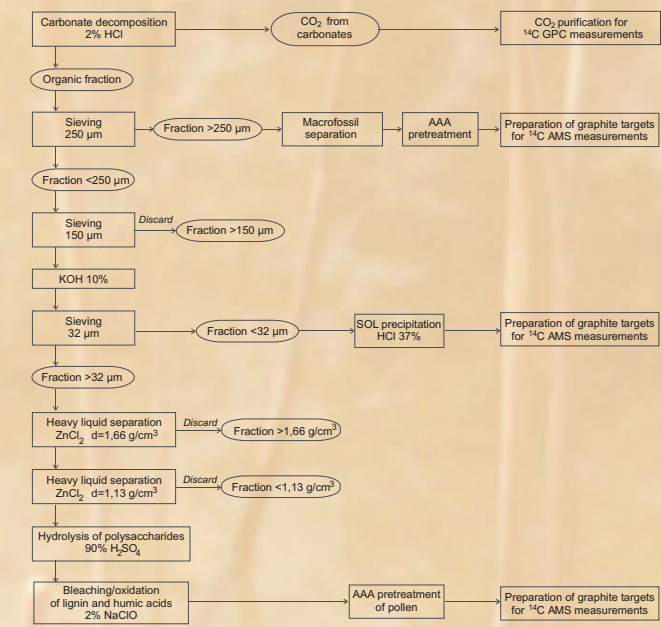 Carbonate decomposition
2% HCl
CO₂ from
carbonates
CO₂ purification for
¹⁴C GPC measurements
Organic fraction
Sieving
250 µm
Fraction >250 µm
Macrofossil
separation
AAA
pretreatment
Preparation of graphite targets
for ¹⁴C AMS measurements
Fraction <250 µm
Sieving
150 µm
Discard
Fraction >150 µm
KOH 10%
Sieving
32 µm
Fraction <32 µm
SOL precipitation
HCl 37%
Preparation of graphite targets
for ¹⁴C AMS measurements
Fraction >32 µm
Heavy liquid separation
ZnCl₂ d=1,66 g/cm³
Discard
Fraction >1,66 g/cm³
Heavy liquid separation
ZnCl₂ d=1,13 g/cm³
Discard
Fraction <1,13 g/cm³
Hydrolysis of polysaccharides
90% H₂SO₄
Bleaching/oxidation
of lignin and humic acids
2% NaClO
AAA pretreatment
of pollen
Preparation of graphite targets
for ¹⁴C AMS measurements